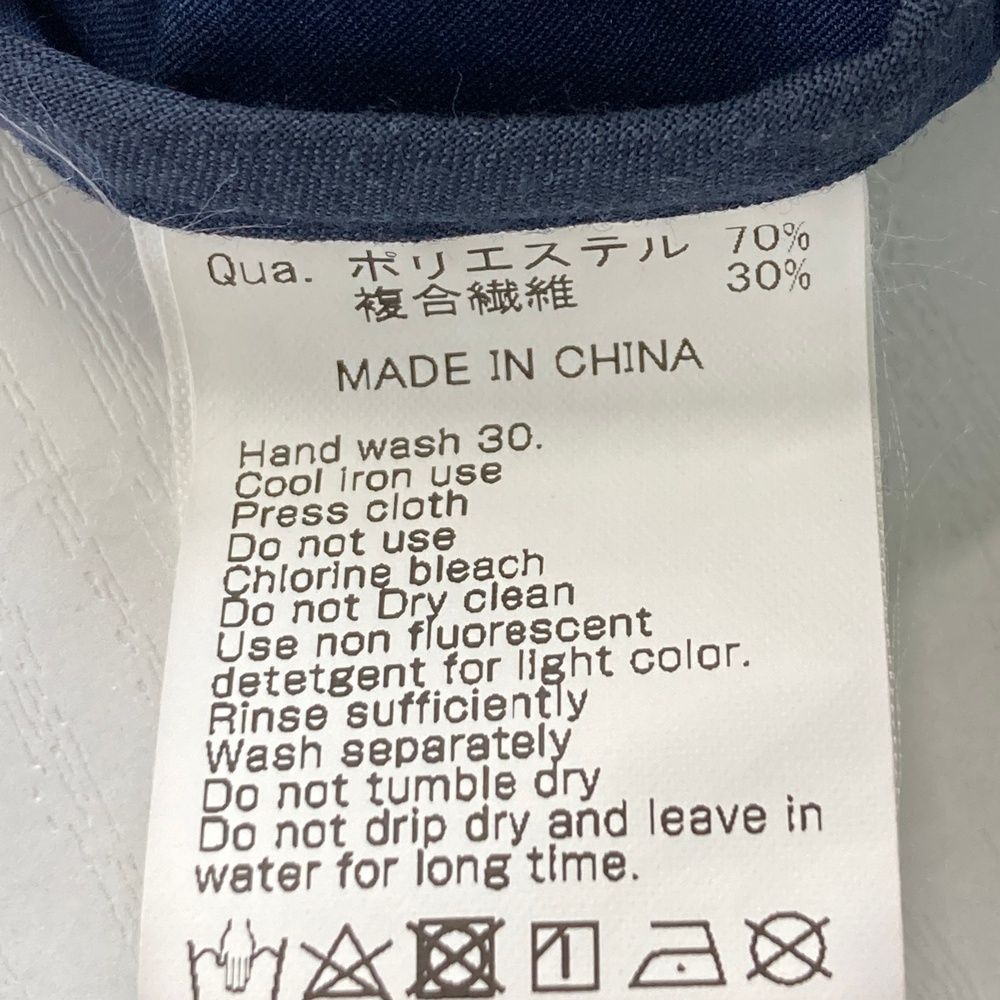 Qua. ポリエステル 70%
複合繊維 30%
MADE IN CHINA
Hand wash 30.
Cool iron use
Press cloth
Do not use
Chlorine bleach
Do not Dry clean
Use non fluorescent
detetgent for light color.
Rinse sufficiently
Wash separately
Do not tumble dry
Do not drip dry and leave in
water for long time.